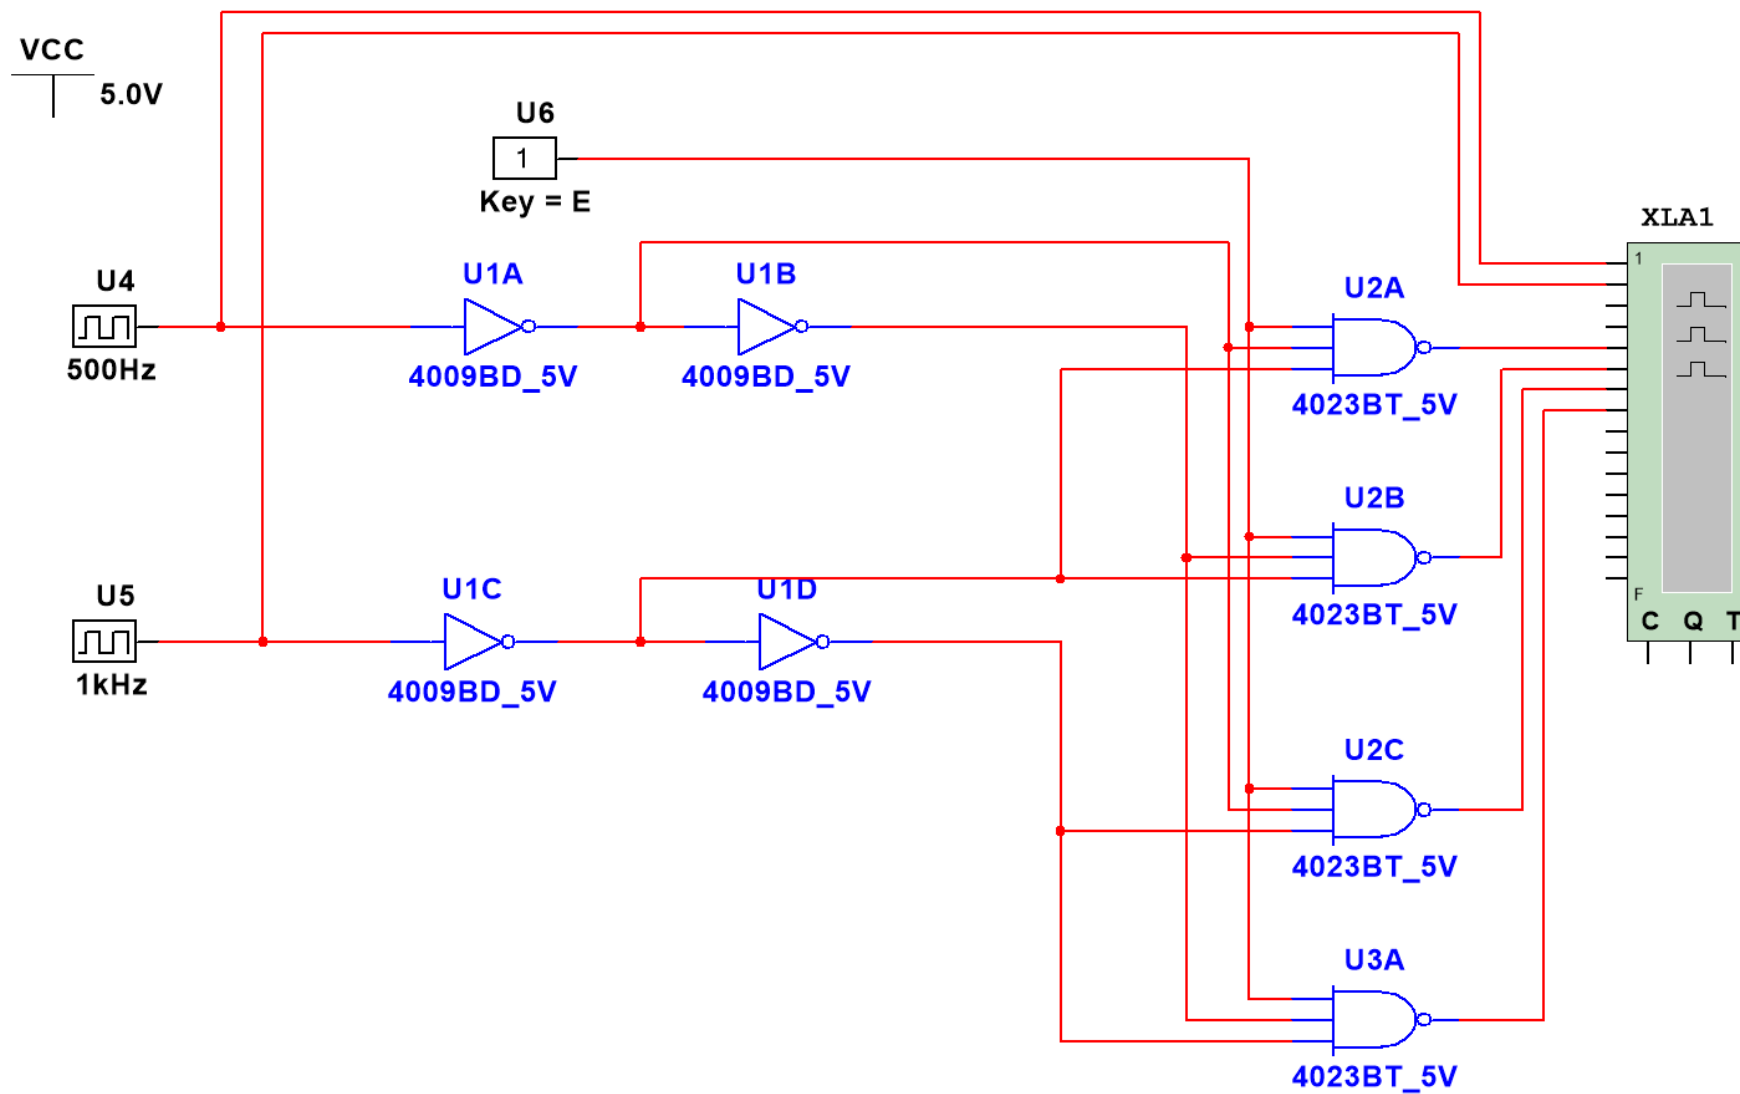 VCC
5.0V
U6
1
Key = E
XLA1
U4
500Hz
U1A
4009BD_5V
U1B
4009BD_5V
U2A
4023BT_5V
1
F
C Q T
U2B
4023BT_5V
U5
1kHz
U1C
4009BD_5V
U1D
4009BD_5V
U2C
4023BT_5V
U3A
4023BT_5V